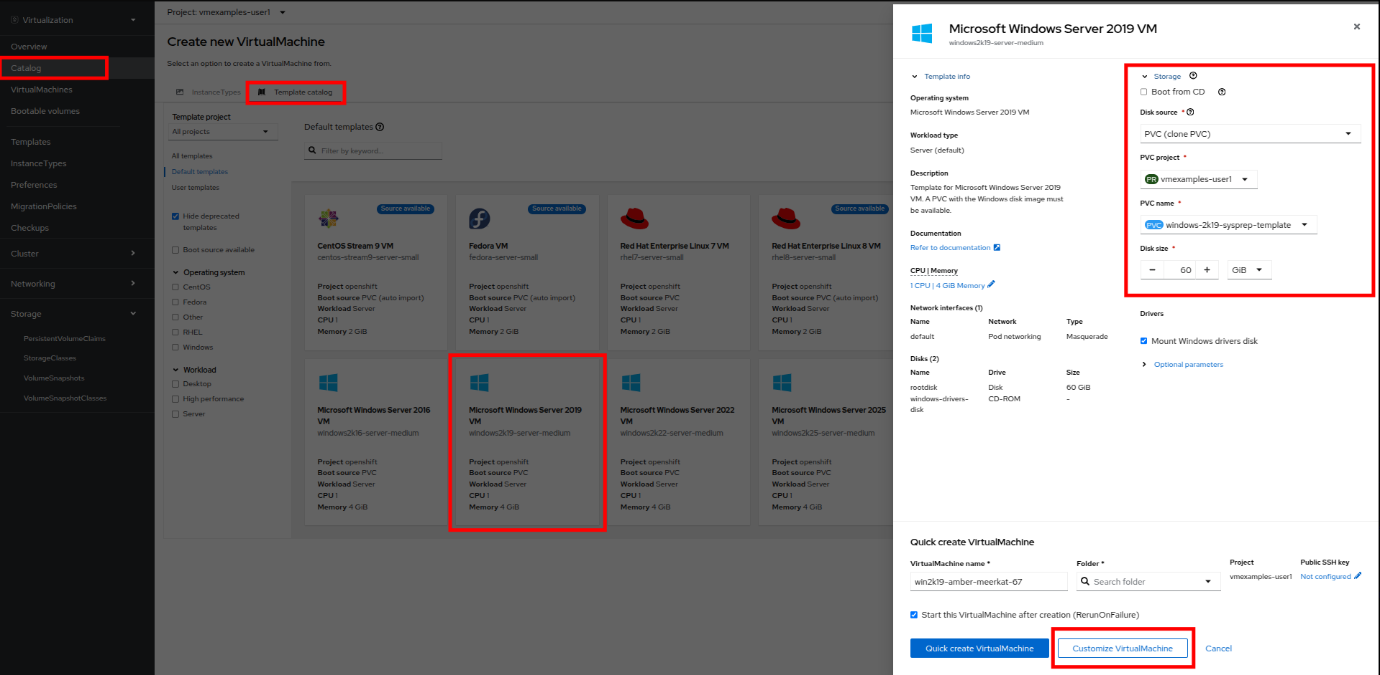 Virtualization
Overview
Catalog
VirtualMachines
Bootable volumes
Templates
InstanceTypes
Preferences
MigrationPolicies
Checkups
Cluster
Networking
Storage
PersistentVolumeClaims
StorageClasses
VolumeSnapshots
VolumeSnapshotClasses
Project: vmexamples-user1
Create new VirtualMachine
Select an option to create a VirtualMachine from.
InstanceTypes
Template catalog
Template project
All projects
All templates
Default templates
User templates
Hide deprecated
templates
Boot source available
Operating system
CentOS
Fedora
Other
RHEL
Windows
Workload
Desktop
High performance
Server
Default templates
Filter by keyword...
Source available
CentOS Stream 9 VM
centos-stream9-server-small
Project openshift
Boot source PVC (auto import)
Workload Server
CPU 1
Memory 2 GiB
Source available
Fedora VM
fedora-server-small
Project openshift
Boot source PVC (auto import)
Workload Server
CPU 1
Memory 2 GiB
Red Hat Enterprise Linux 7 VM
rhel7-server-small
Project openshift
Boot source PVC (auto import)
Workload Server
CPU 1
Memory 2 GiB
Source available
Red Hat Enterprise Linux 8 VM
rhel8-server-small
Project openshift
Boot source PVC (auto import)
Workload Server
CPU 1
Memory 2 GiB
Microsoft Windows Server 2016
VM
windows2k16-server-medium
Project openshift
Boot source PVC
Workload Server
CPU 1
Memory 4 GiB
Microsoft Windows Server 2019
VM
windows2k19-server-medium
Project openshift
Boot source PVC
Workload Server
CPU 1
Memory 4 GiB
Microsoft Windows Server 2022
VM
windows2k22-server-medium
Project openshift
Boot source PVC
Workload Server
CPU 1
Memory 4 GiB
Microsoft Windows Server 2025
VM
windows2k25-server-medium
Project openshift
Boot source PVC
Workload Server
CPU 1
Memory 4 GiB
Microsoft Windows Server 2019 VM
windows2k19-server-medium
Template info
Operating system
Microsoft Windows Server 2019 VM
Workload type
Server (default)
Description
Template for Microsoft Windows Server 2019
VM. A PVC with the Windows disk image must
be available.
Documentation
Refer to documentation
CPU | Memory
1 CPU | 4 GiB Memory
Network interfaces (1)
Name Network Type
default Pod networking Masquerade
Disks (2)
Name Drive Size
rootdisk Disk 60 GiB
windows-drivers- CD-ROM -
disk
Storage
Boot from CD
Disk source *
PVC (clone PVC)
PVC project *
PR vmexamples-user1
PVC name *
PVC windows-2k19-sysprep-template
Disk size *
− 60 + GiB
Drivers
Mount Windows drivers disk
Optional parameters
Quick create VirtualMachine
VirtualMachine name * Folder * Project Public SSH key
win2k19-amber-meerkat-67 Search folder vmexamples-user1 Not configured
Start this VirtualMachine after creation (RerunOnFailure)
Quick create VirtualMachine Customize VirtualMachine Cancel